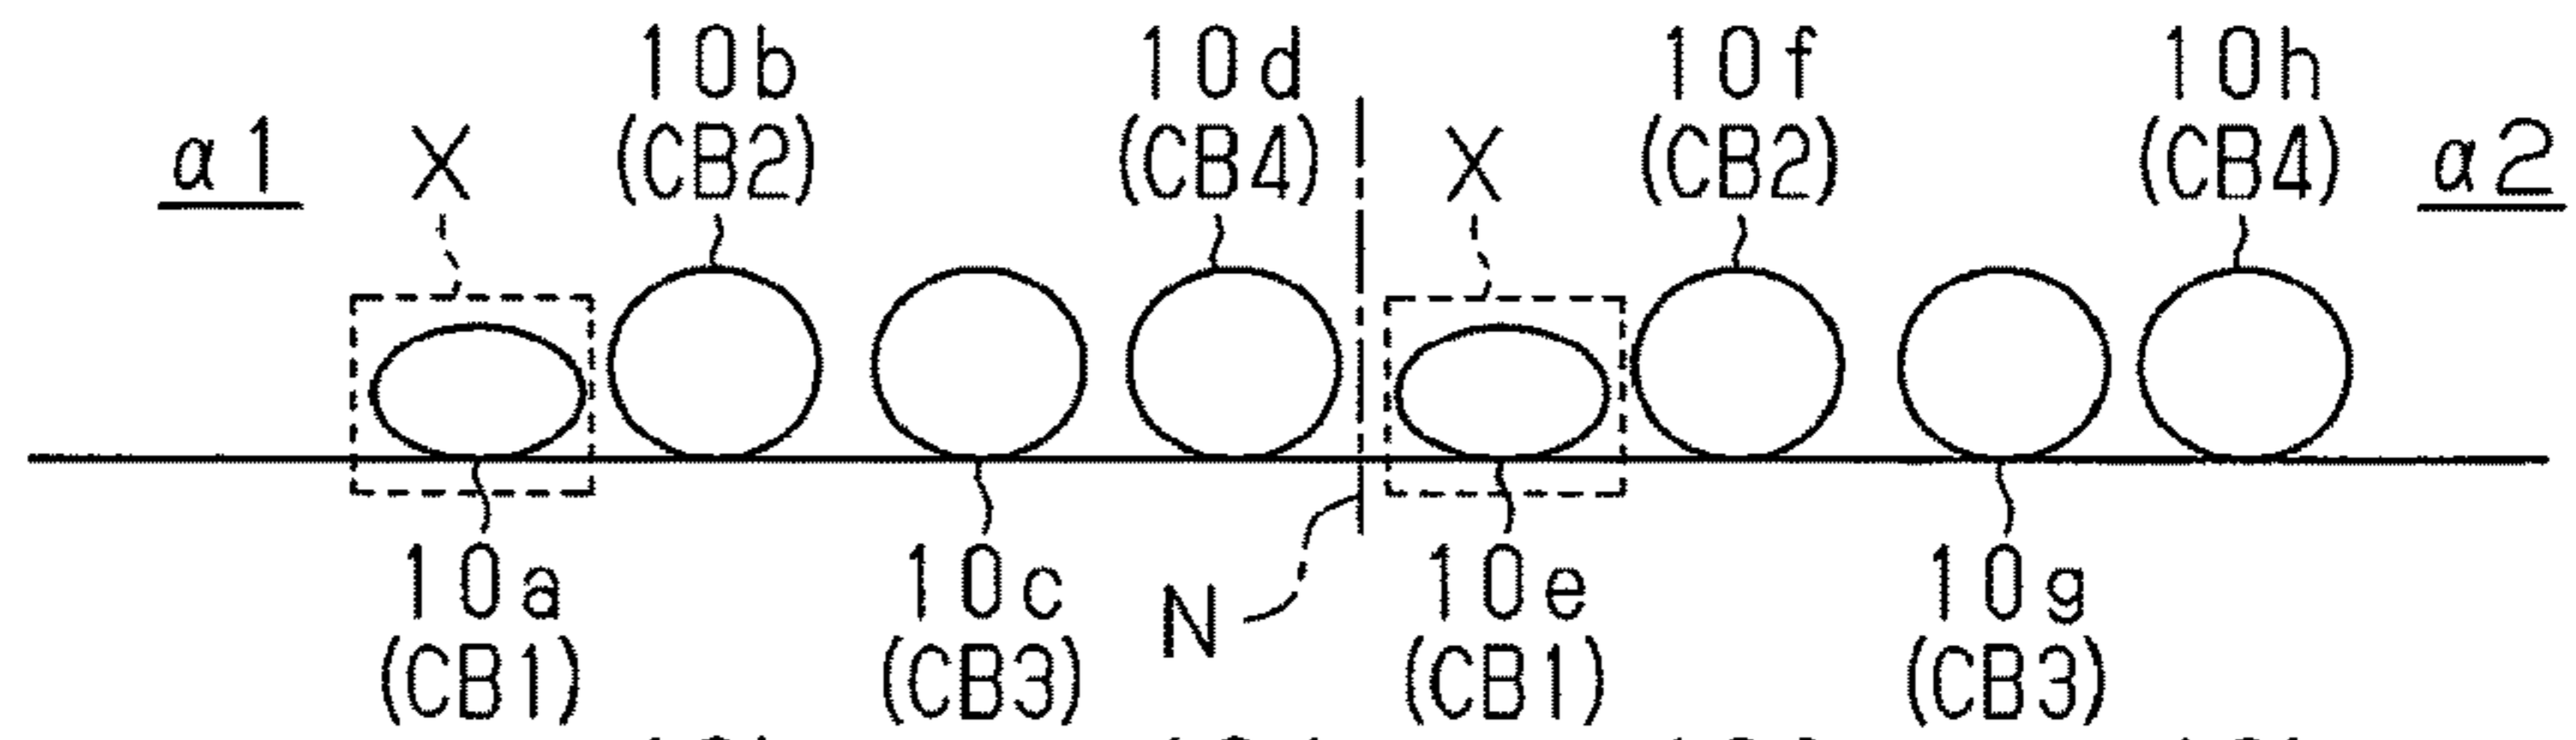 10b 10d 10f 10h
α1 X (CB2) (CB4) X (CB2) (CB4) α2
10a 10c N 10e 10g
(CB1) (CB3) (CB1) (CB3)